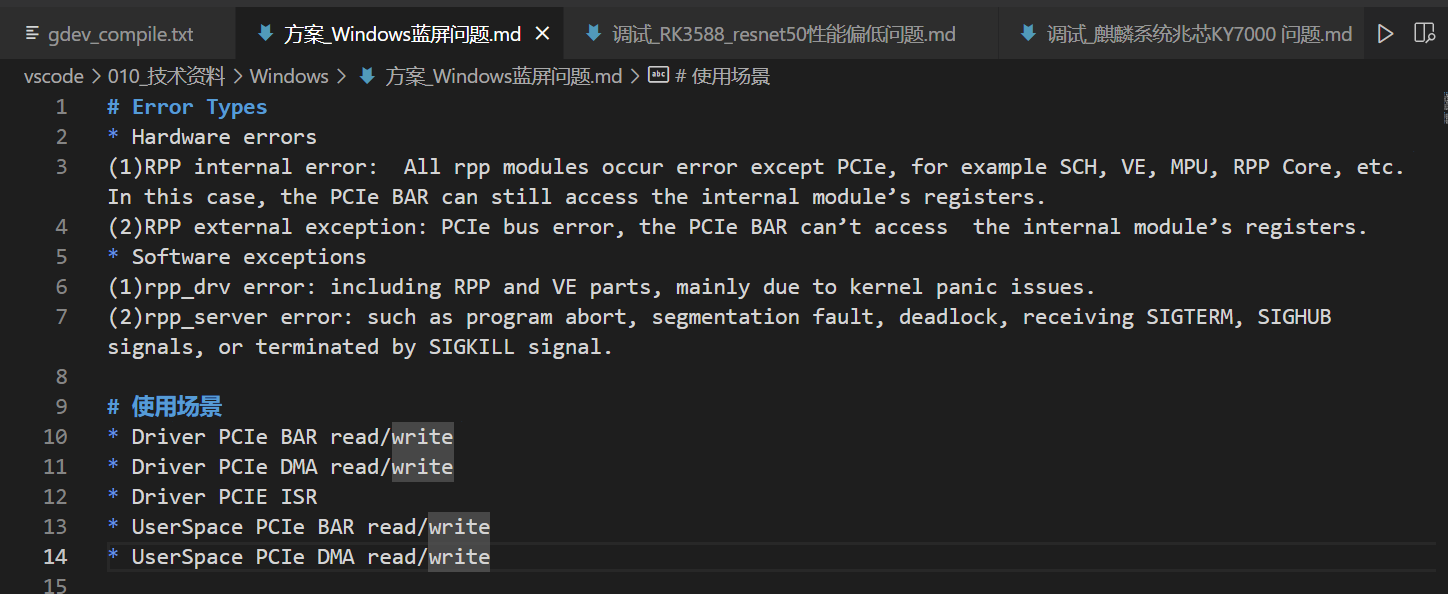 gdev_compile.txt 方案_Windows蓝屏问题.md 调试_RK3588_resnet50性能偏低问题.md 调试_麒麟系统兆芯KY7000 问题.md
vscode > 010_技术资料 > Windows > 方案_Windows蓝屏问题.md > abc # 使用场景
1 # Error Types
2 * Hardware errors
3 (1)RPP internal error:  All rpp modules occur error except PCIe, for example SCH, VE, MPU, RPP Core, etc.
In this case, the PCIe BAR can still access the internal module’s registers.
4 (2)RPP external exception: PCIe bus error, the PCIe BAR can’t access  the internal module’s registers.
5 * Software exceptions
6 (1)rpp_drv error: including RPP and VE parts, mainly due to kernel panic issues.
7 (2)rpp_server error: such as program abort, segmentation fault, deadlock, receiving SIGTERM, SIGHUB
signals, or terminated by SIGKILL signal.
8
9 # 使用场景
10 * Driver PCIe BAR read/write
11 * Driver PCIe DMA read/write
12 * Driver PCIE ISR
13 * UserSpace PCIe BAR read/write
14 * UserSpace PCIe DMA read/write
15